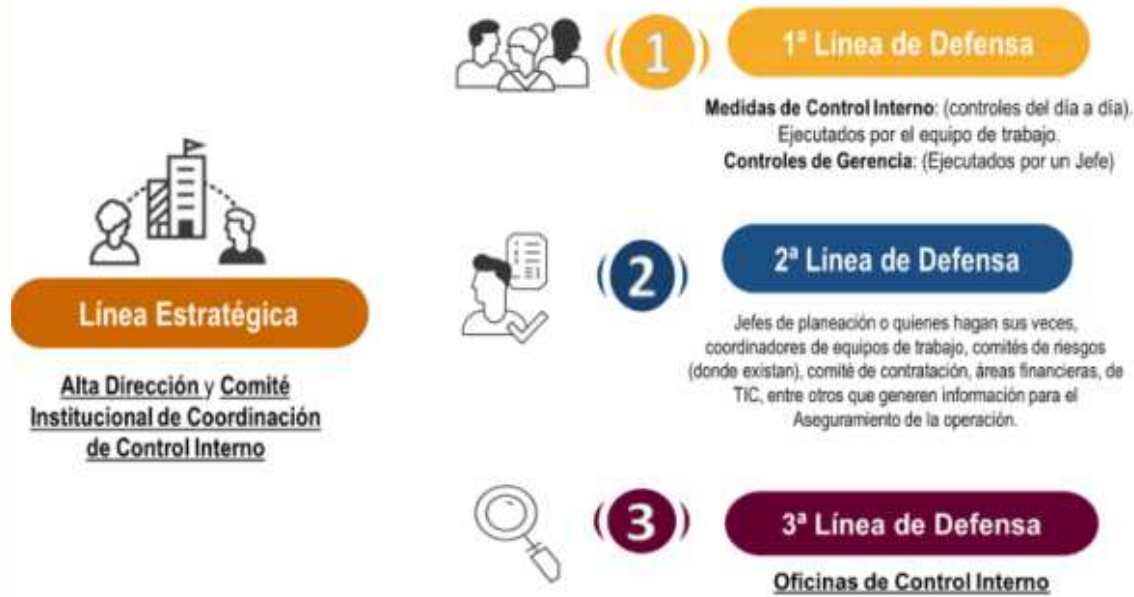 Línea Estratégica
Alta Dirección y Comité
Institucional de Coordinación
de Control Interno
1
1ª Línea de Defensa
Medidas de Control Interno: (controles del día a día).
Ejecutados por el equipo de trabajo.
Controles de Gerencia: (Ejecutados por un Jefe)
2
2ª Línea de Defensa
Jefes de planeación o quienes hagan sus veces,
coordinadores de equipos de trabajo, comités de riesgos
(donde existan), comité de contratación, áreas financieras, de
TIC, entre otros que generen información para el
Aseguramiento de la operación.
3
3ª Línea de Defensa
Oficinas de Control Interno